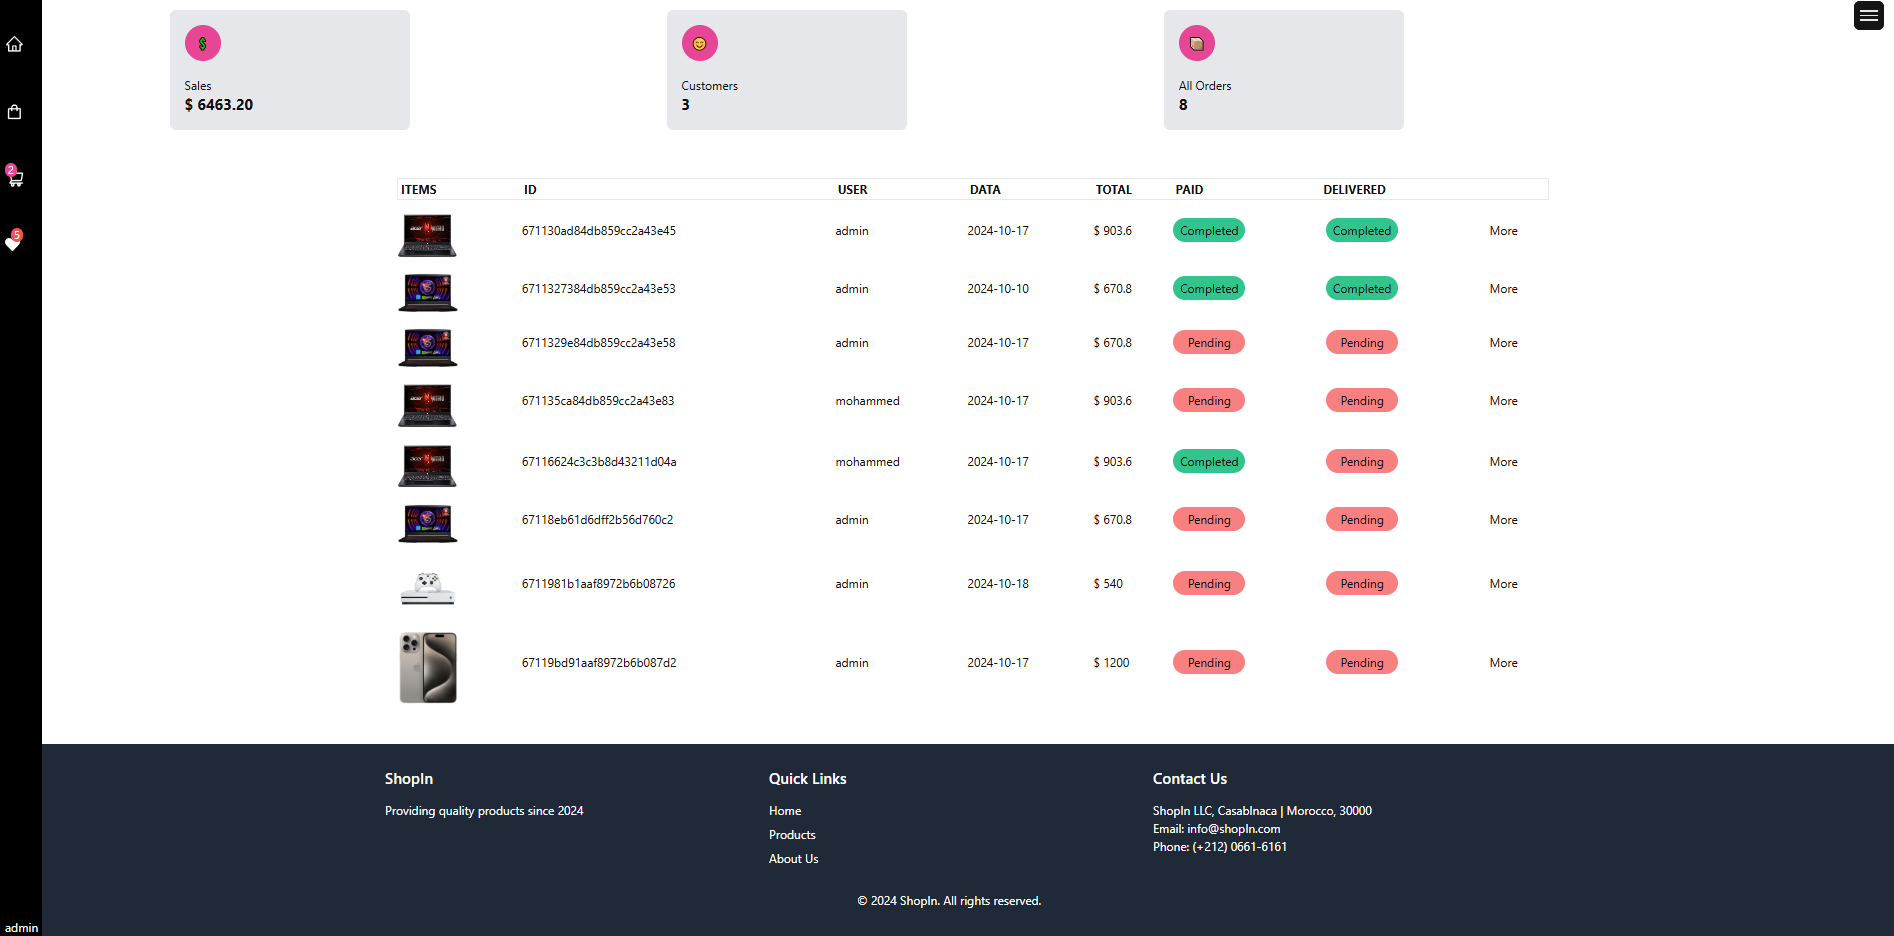 Sales
$ 6463.20
Customers
3
All Orders
8
2
5
ITEMS ID USER DATA TOTAL PAID DELIVERED
671130ad84db859cc2a43e45 admin 2024-10-17 $ 903.6 Completed Completed More
6711327384db859cc2a43e53 admin 2024-10-10 $ 670.8 Completed Completed More
6711329e84db859cc2a43e58 admin 2024-10-17 $ 670.8 Pending Pending More
671135ca84db859cc2a43e83 mohammed 2024-10-17 $ 903.6 Pending Pending More
67116624c3c3b8d43211d04a mohammed 2024-10-17 $ 903.6 Completed Pending More
67118eb61d6dff2b56d760c2 admin 2024-10-17 $ 670.8 Pending Pending More
6711981b1aaf8972b6b08726 admin 2024-10-18 $ 540 Pending Pending More
67119bd91aaf8972b6b087d2 admin 2024-10-17 $ 1200 Pending Pending More
ShopIn
Providing quality products since 2024
Quick Links
Home
Products
About Us
Contact Us
ShopIn LLC, Casablnaca | Morocco, 30000
Email: info@shopIn.com
Phone: (+212) 0661-6161
© 2024 ShopIn. All rights reserved.
admin